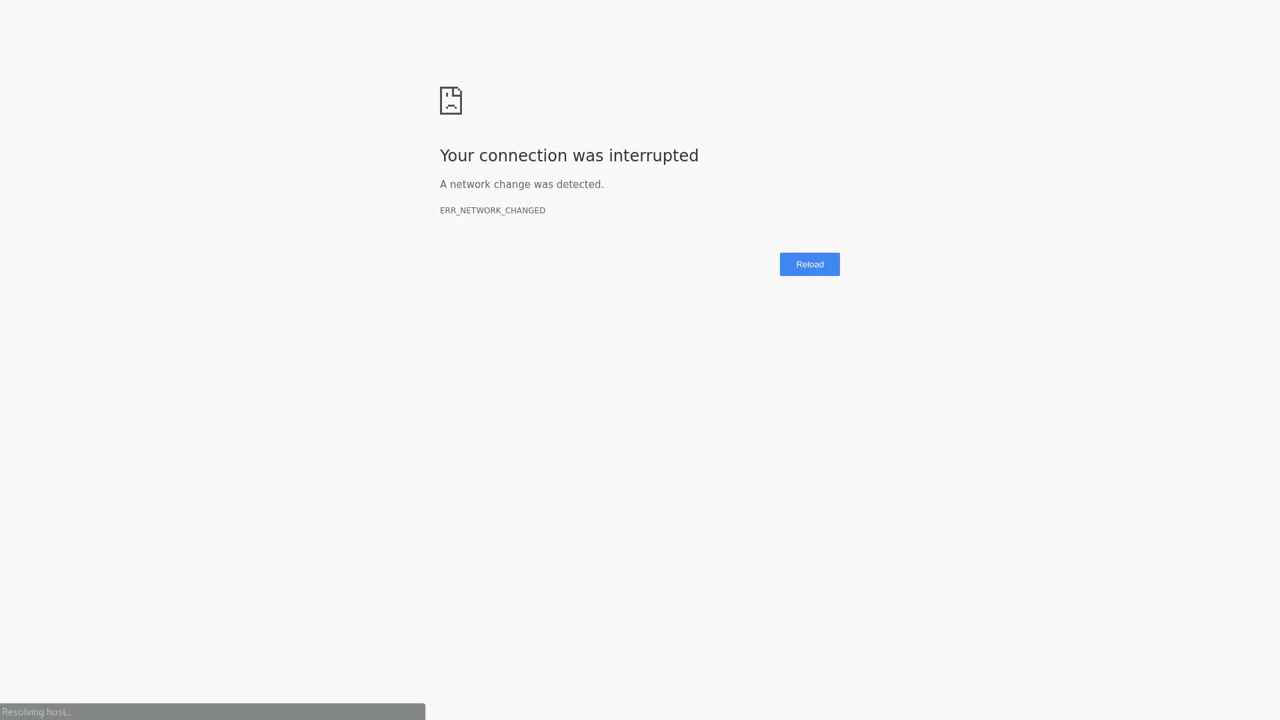 Your connection was interrupted
A network change was detected.
ERR_NETWORK_CHANGED
Reload
Resolving host...